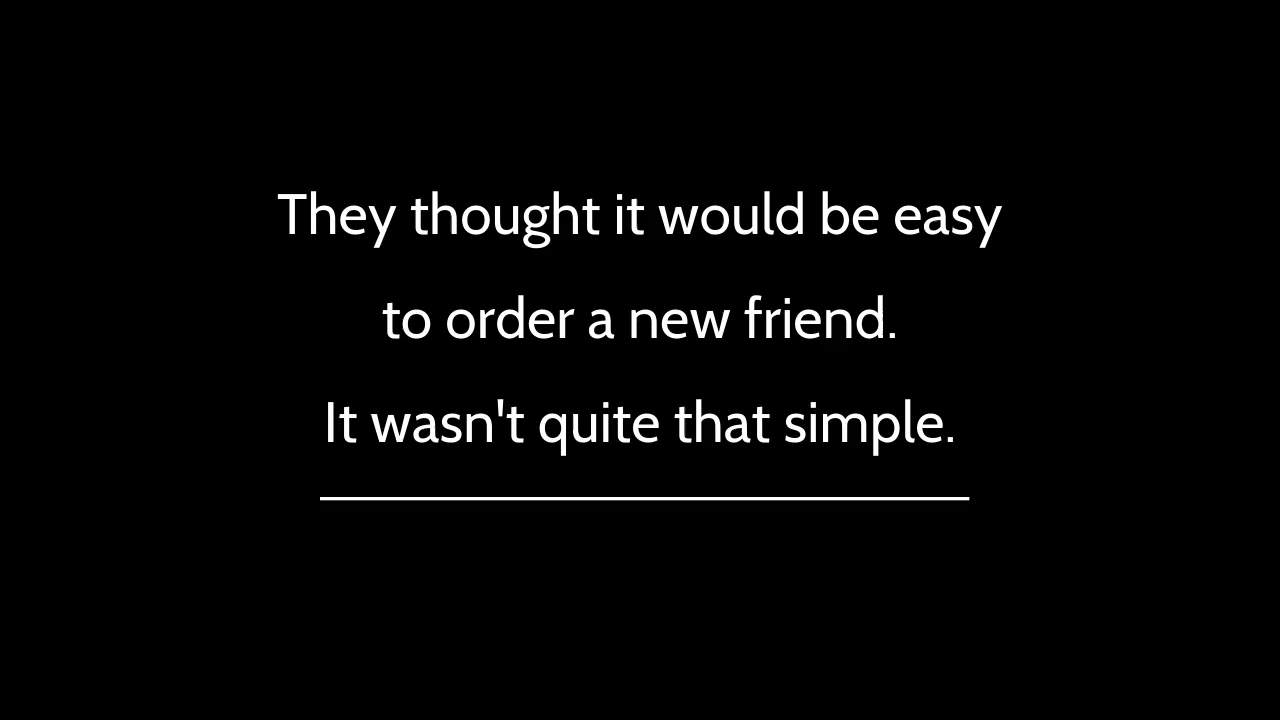 They thought it would be easy
to order a new friend.
It wasn't quite that simple.